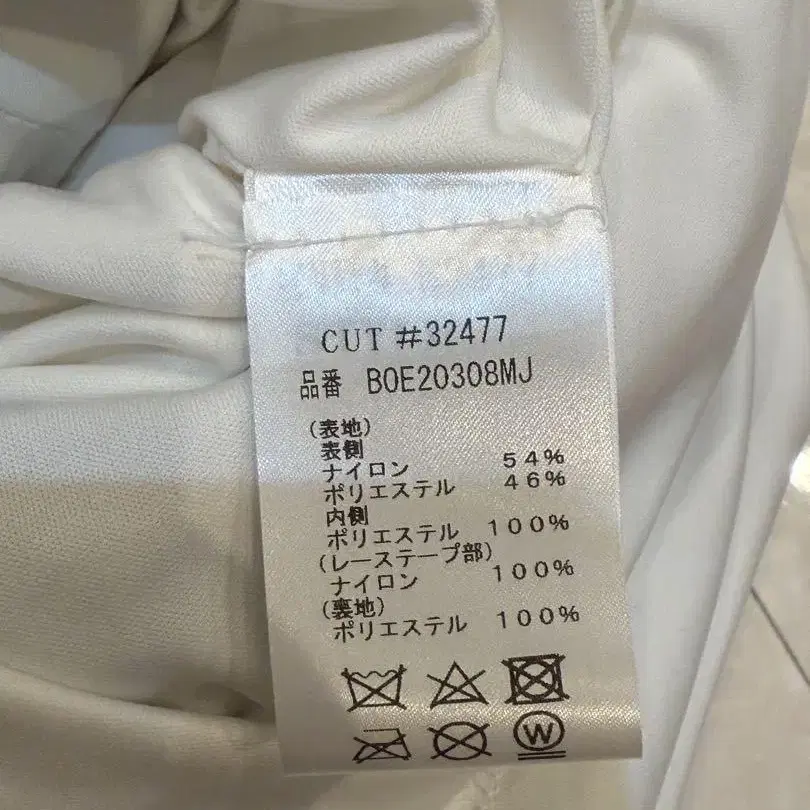 CUT #32477
品番 BOE20308MJ
(表地)
表側
ナイロン 54%
ポリエステル 46%
内側
ポリエステル 100%
(レーステープ部)
ナイロン 100%
(裏地)
ポリエステル 100%
W